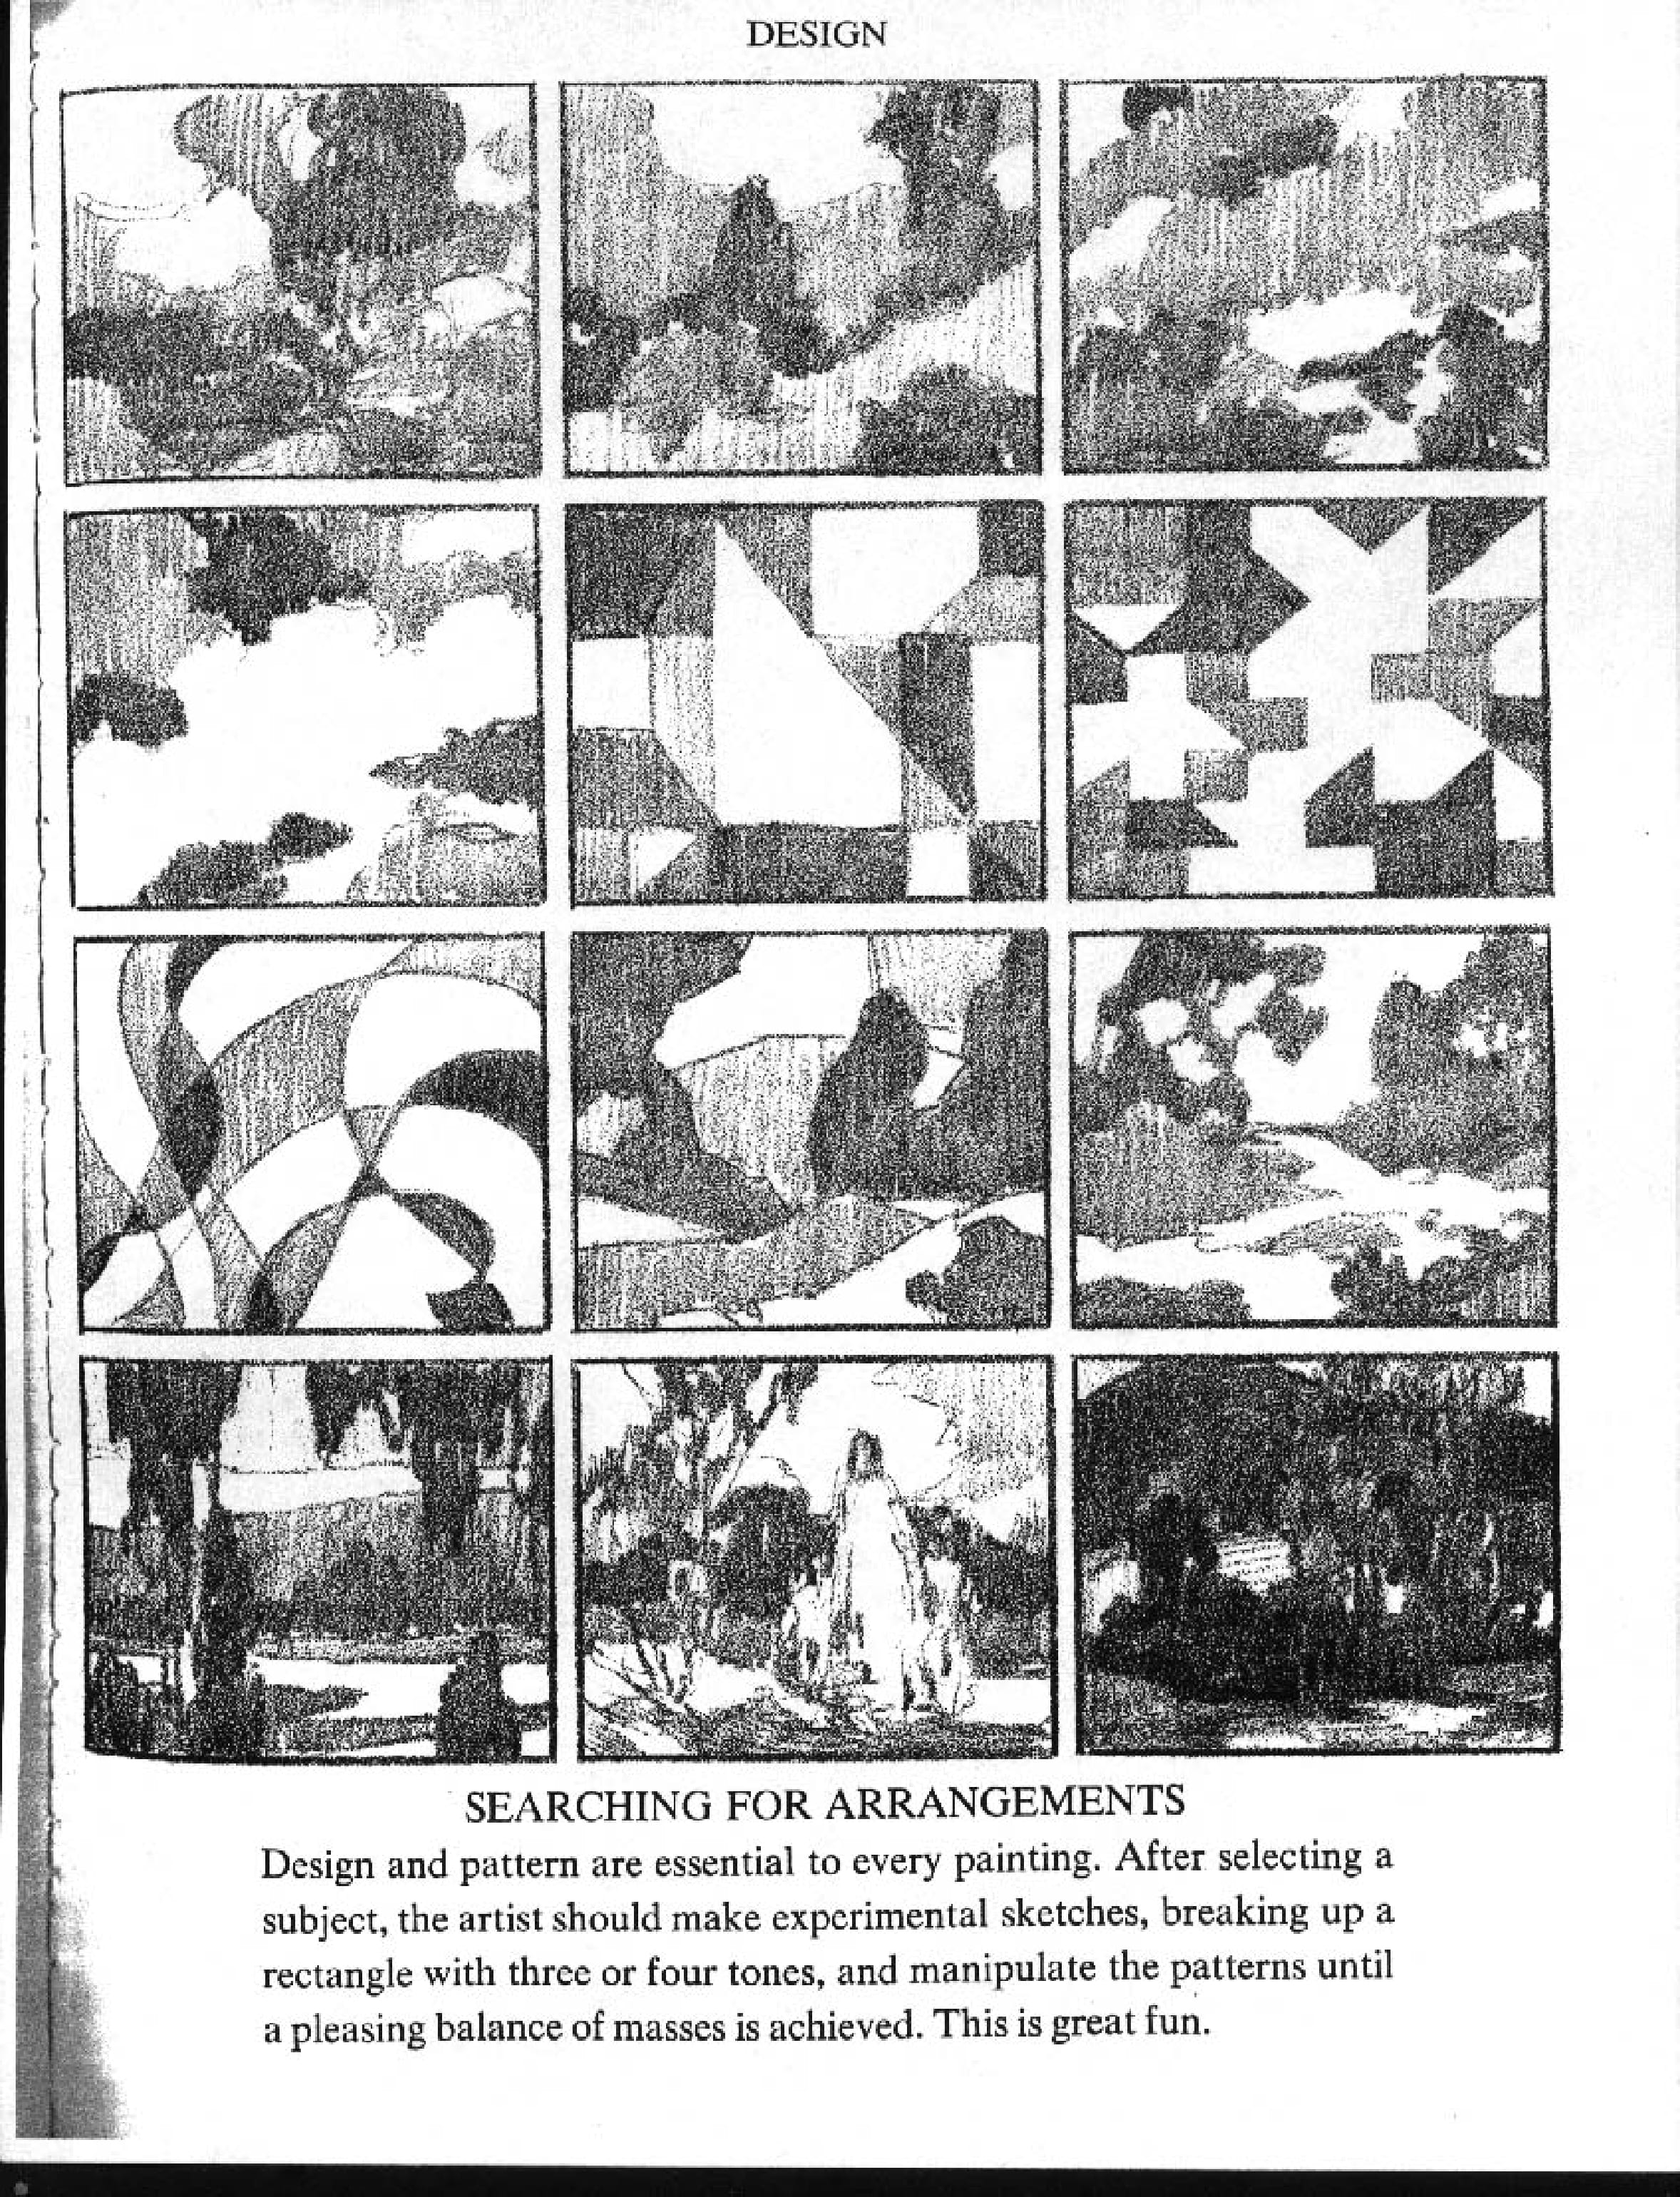 DESIGN
SEARCHING FOR ARRANGEMENTS
Design and pattern are essential to every painting. After selecting a
subject, the artist should make experimental sketches, breaking up a
rectangle with three or four tones, and manipulate the patterns until
a pleasing balance of masses is achieved. This is great fun.